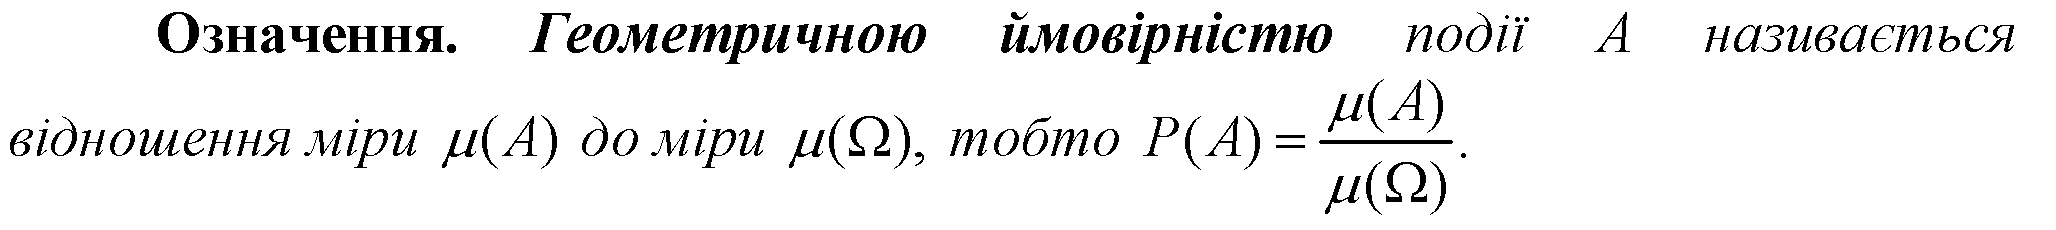 Означення. Геометричною ймовірністю події A називається
відношення міри μ(A) до міри μ(Ω), тобто P(A) = μ(A)/μ(Ω).